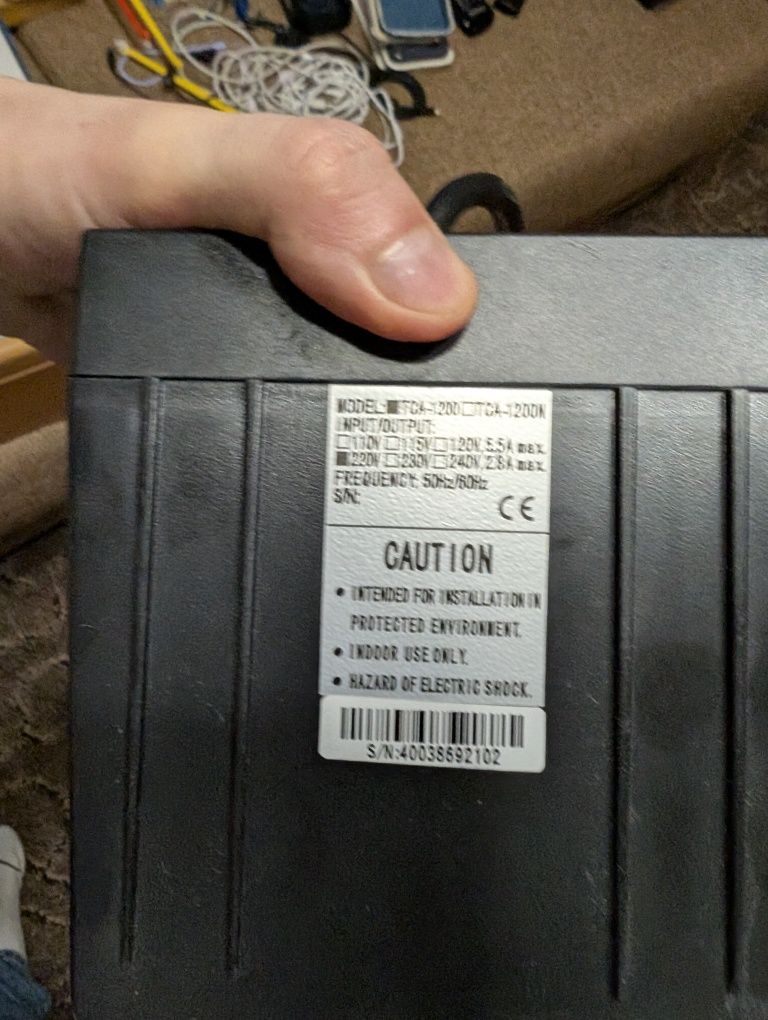 MODEL: ■TCA-1200 □TCA-1200N
INPUT/OUTPUT:
□110V □115V □120V, 5.5A max.
■220V □230V □240V, 2.8A max.
FREQUENCY: 50Hz/60Hz
S/N:
CE
CAUTION
• INTENDED FOR INSTALLATION IN
PROTECTED ENVIRONMENT.
• INDOOR USE ONLY.
• HAZARD OF ELECTRIC SHOCK.
S/N:40038692102